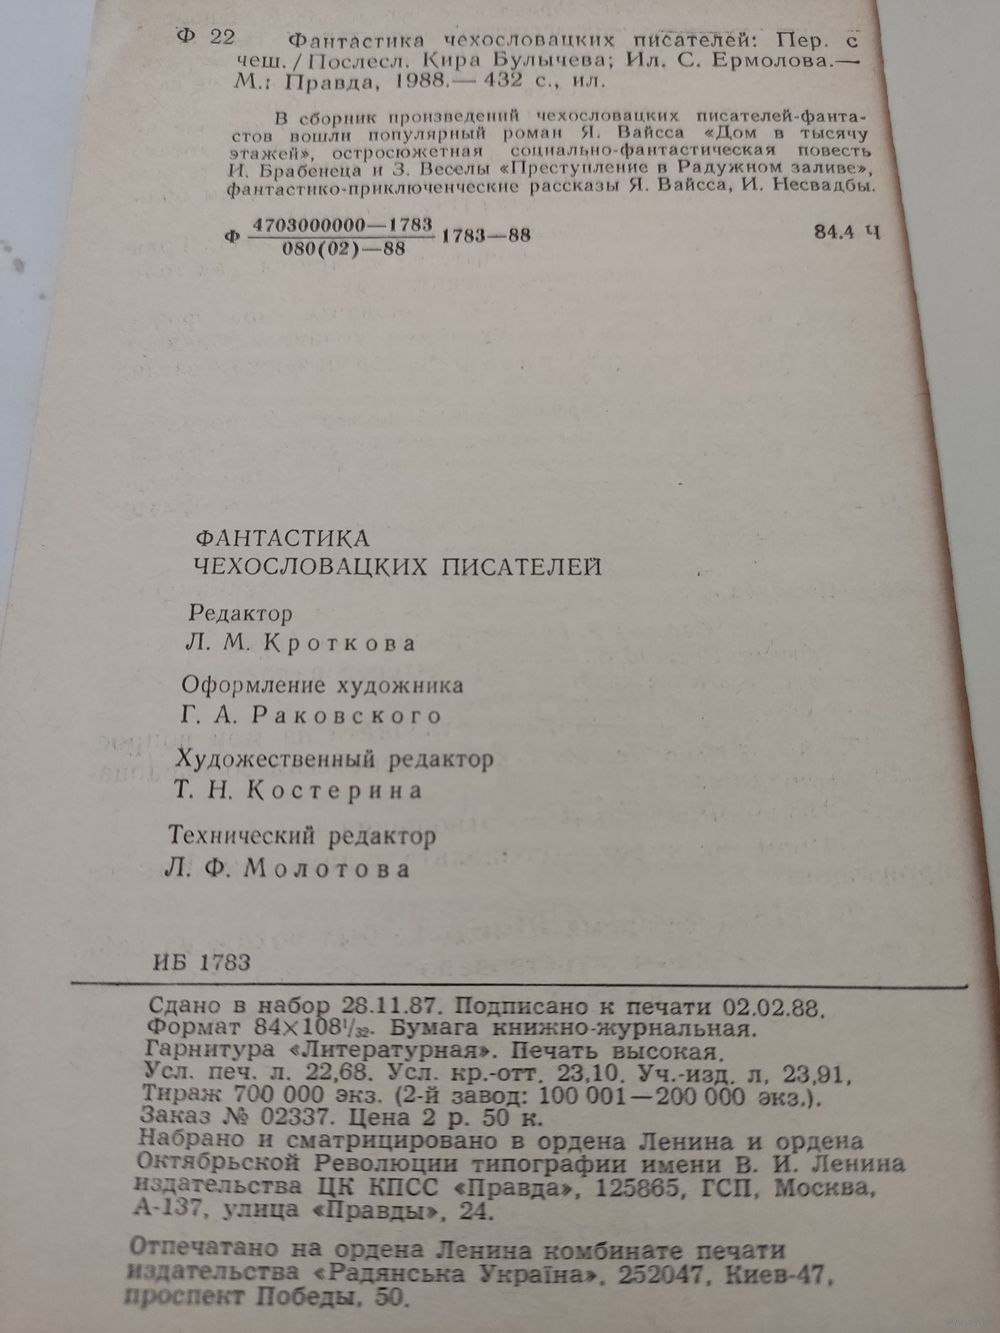 Ф 22 Фантастика чехословацких писателей: Пер. с
чеш./Послесл. Кира Булычева; Ил. С. Ермолова.—
М.: Правда, 1988.— 432 с., ил.
В сборник произведений чехословацких писателей-фанта-
стов вошли популярный роман Я. Вайсса «Дом в тысячу
этажей», остросюжетная социально-фантастическая повесть
И. Брабенеца и З. Веселы «Преступление в Радужном заливе»,
фантастико-приключенческие рассказы Я. Вайсса, И. Несвадбы.
Ф 4703000000—1783 / 080(02)—88 1783—88 84.4 Ч
ФАНТАСТИКА
ЧЕХОСЛОВАЦКИХ ПИСАТЕЛЕЙ
Редактор
Л. М. Кроткова
Оформление художника
Г. А. Раковского
Художественный редактор
Т. Н. Костерина
Технический редактор
Л. Ф. Молотова
ИБ 1783
Сдано в набор 28.11.87. Подписано к печати 02.02.88.
Формат 84×108¹/₃₂. Бумага книжно-журнальная.
Гарнитура «Литературная». Печать высокая.
Усл. печ. л. 22,68. Усл. кр.-отт. 23,10. Уч.-изд. л. 23,91.
Тираж 700 000 экз. (2-й завод: 100 001—200 000 экз.).
Заказ № 02337. Цена 2 р. 50 к.
Набрано и сматрицировано в ордена Ленина и ордена
Октябрьской Революции типографии имени В. И. Ленина
издательства ЦК КПСС «Правда», 125865, ГСП, Москва,
А-137, улица «Правды», 24.
Отпечатано на ордена Ленина комбинате печати
издательства «Радянська Україна», 252047, Киев-47,
проспект Победы, 50.